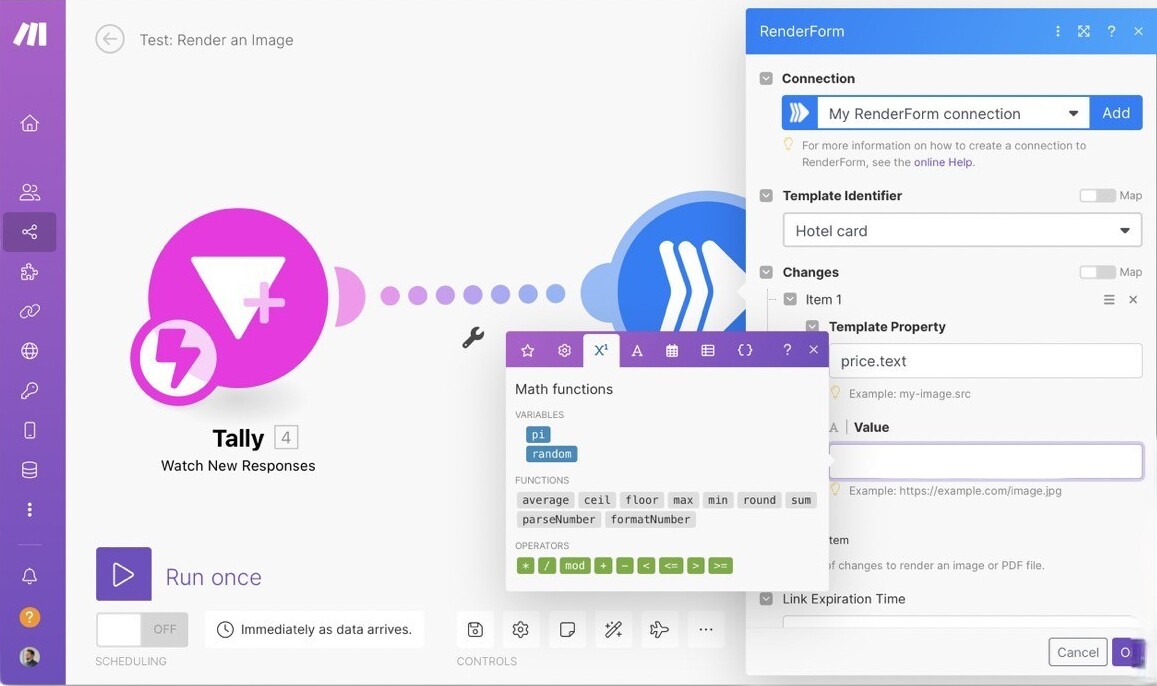 Test: Render an Image
RenderForm
?
Connection
My RenderForm connection
Add
For more information on how to create a connection to
RenderForm, see the online Help.
Template Identifier
Map
Hotel card
Changes
Map
Item 1
Template Property
price.text
Example: my-image.src
A
Value
Example: https://example.com/image.jpg
tem
of changes to render an image or PDF file.
Link Expiration Time
Cancel
O
X¹ A {} ?
Math functions
VARIABLES
pi
random
FUNCTIONS
average ceil floor max min round sum
parseNumber formatNumber
OPERATORS
* / mod + - < <= > >=
Tally 4
Watch New Responses
Run once
OFF
Immediately as data arrives.
SCHEDULING
CONTROLS
?